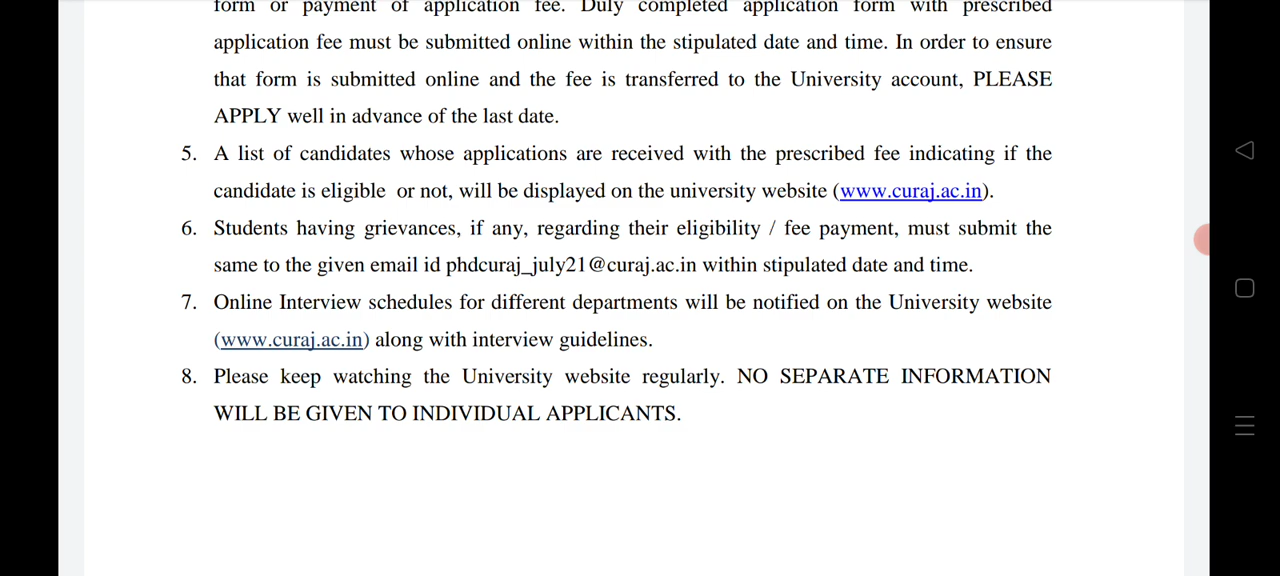 form or payment of application fee. Duly completed application form with prescribed
application fee must be submitted online within the stipulated date and time. In order to ensure
that form is submitted online and the fee is transferred to the University account, PLEASE
APPLY well in advance of the last date.
5. A list of candidates whose applications are received with the prescribed fee indicating if the
candidate is eligible or not, will be displayed on the university website (www.curaj.ac.in).
6. Students having grievances, if any, regarding their eligibility / fee payment, must submit the
same to the given email id phdcuraj_july21@curaj.ac.in within stipulated date and time.
7. Online Interview schedules for different departments will be notified on the University website
(www.curaj.ac.in) along with interview guidelines.
8. Please keep watching the University website regularly. NO SEPARATE INFORMATION
WILL BE GIVEN TO INDIVIDUAL APPLICANTS.